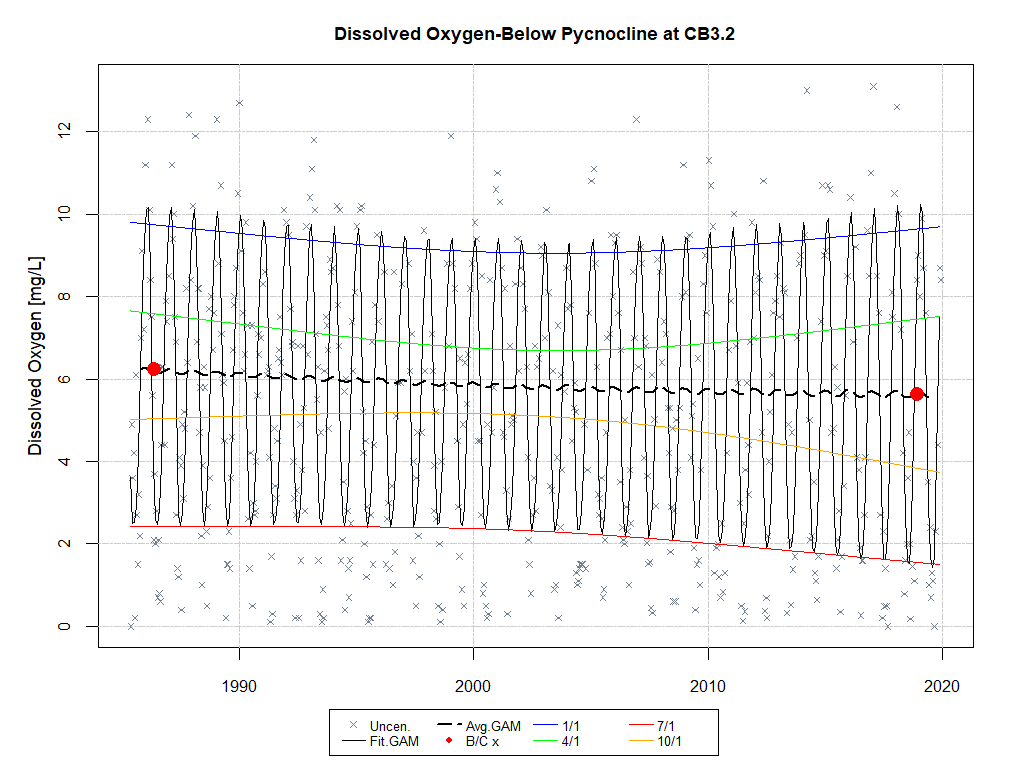 Dissolved Oxygen-Below Pycnocline at CB3.2
Dissolved Oxygen [mg/L]
12
10
8
6
4
2
0
1990
2000
2010
2020
Uncen. Avg.GAM 1/1 7/1
Fit.GAM B/C x 4/1 10/1